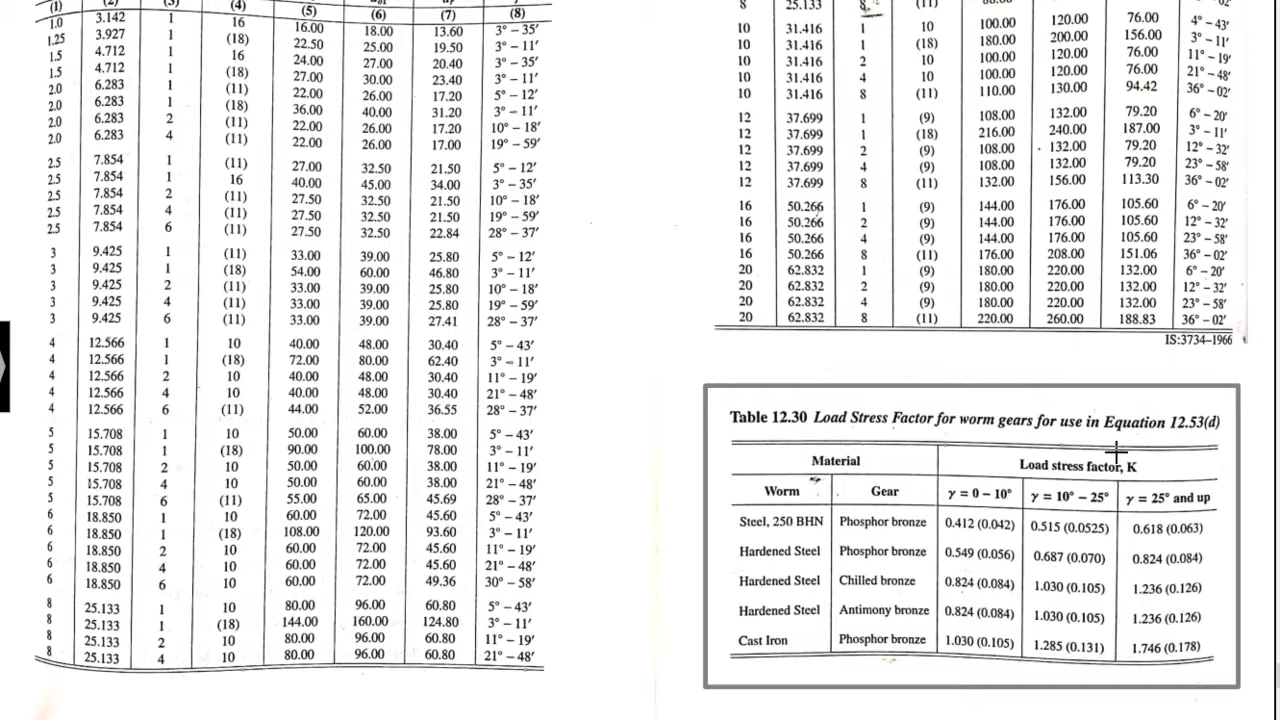 (1) (2) (3) (4) (5) (6) (7) (8)
1.0 3.142 1 16 16.00 18.00 13.60 3° – 35′
1.25 3.927 1 (18) 22.50 25.00 19.50 3° – 11′
1.5 4.712 1 16 24.00 27.00 20.40 3° – 35′
1.5 4.712 1 (18) 27.00 30.00 23.40 3° – 11′
2.0 6.283 1 (11) 22.00 26.00 17.20 5° – 12′
2.0 6.283 1 (18) 36.00 40.00 31.20 3° – 11′
2.0 6.283 2 (11) 22.00 26.00 17.20 10° – 18′
2.0 6.283 4 (11) 22.00 26.00 17.00 19° – 59′
2.5 7.854 1 (11) 27.00 32.50 21.50 5° – 12′
2.5 7.854 1 16 40.00 45.00 34.00 3° – 35′
2.5 7.854 2 (11) 27.50 32.50 21.50 10° – 18′
2.5 7.854 4 (11) 27.50 32.50 21.50 19° – 59′
2.5 7.854 6 (11) 27.50 32.50 22.84 28° – 37′
3 9.425 1 (11) 33.00 39.00 25.80 5° – 12′
3 9.425 1 (18) 54.00 60.00 46.80 3° – 11′
3 9.425 2 (11) 33.00 39.00 25.80 10° – 18′
3 9.425 4 (11) 33.00 39.00 25.80 19° – 59′
3 9.425 6 (11) 33.00 39.00 27.41 28° – 37′
4 12.566 1 10 40.00 48.00 30.40 5° – 43′
4 12.566 1 (18) 72.00 80.00 62.40 3° – 11′
4 12.566 2 10 40.00 48.00 30.40 11° – 19′
4 12.566 4 10 40.00 48.00 30.40 21° – 48′
4 12.566 6 (11) 44.00 52.00 36.55 28° – 37′
5 15.708 1 10 50.00 60.00 38.00 5° – 43′
5 15.708 1 (18) 90.00 100.00 78.00 3° – 11′
5 15.708 2 10 50.00 60.00 38.00 11° – 19′
5 15.708 4 10 50.00 60.00 38.00 21° – 48′
5 15.708 6 (11) 55.00 65.00 45.69 28° – 37′
6 18.850 1 10 60.00 72.00 45.60 5° – 43′
6 18.850 1 (18) 108.00 120.00 93.60 3° – 11′
6 18.850 2 10 60.00 72.00 45.60 11° – 19′
6 18.850 4 10 60.00 72.00 45.60 21° – 48′
6 18.850 6 10 60.00 72.00 49.36 30° – 58′
8 25.133 1 10 80.00 96.00 60.80 5° – 43′
8 25.133 1 (18) 144.00 160.00 124.80 3° – 11′
8 25.133 2 10 80.00 96.00 60.80 11° – 19′
8 25.133 4 10 80.00 96.00 60.80 21° – 48′
8 25.133 8 (11)
10 31.416 1 10 100.00 120.00 76.00 4° – 43′
10 31.416 1 (18) 180.00 200.00 156.00 3° – 11′
10 31.416 2 10 100.00 120.00 76.00 11° – 19′
10 31.416 4 10 100.00 120.00 76.00 21° – 48′
10 31.416 8 (11) 110.00 130.00 94.42 36° – 02′
12 37.699 1 (9) 108.00 132.00 79.20 6° – 20′
12 37.699 1 (18) 216.00 240.00 187.00 3° – 11′
12 37.699 2 (9) 108.00 132.00 79.20 12° – 32′
12 37.699 4 (9) 108.00 132.00 79.20 23° – 58′
12 37.699 8 (11) 132.00 156.00 113.30 36° – 02′
16 50.266 1 (9) 144.00 176.00 105.60 6° – 20′
16 50.266 2 (9) 144.00 176.00 105.60 12° – 32′
16 50.266 4 (9) 144.00 176.00 105.60 23° – 58′
16 50.266 8 (11) 176.00 208.00 151.06 36° – 02′
20 62.832 1 (9) 180.00 220.00 132.00 6° – 20′
20 62.832 2 (9) 180.00 220.00 132.00 12° – 32′
20 62.832 4 (9) 180.00 220.00 132.00 23° – 58′
20 62.832 8 (11) 220.00 260.00 188.83 36° – 02′
IS:3734–1966
Table 12.30 Load Stress Factor for worm gears for use in Equation 12.53(d)
Material Load stress factor, K
Worm Gear γ = 0 – 10° γ = 10° – 25° γ = 25° and up
Steel, 250 BHN Phosphor bronze 0.412 (0.042) 0.515 (0.0525) 0.618 (0.063)
Hardened Steel Phosphor bronze 0.549 (0.056) 0.687 (0.070) 0.824 (0.084)
Hardened Steel Chilled bronze 0.824 (0.084) 1.030 (0.105) 1.236 (0.126)
Hardened Steel Antimony bronze 0.824 (0.084) 1.030 (0.105) 1.236 (0.126)
Cast Iron Phosphor bronze 1.030 (0.105) 1.285 (0.131) 1.746 (0.178)